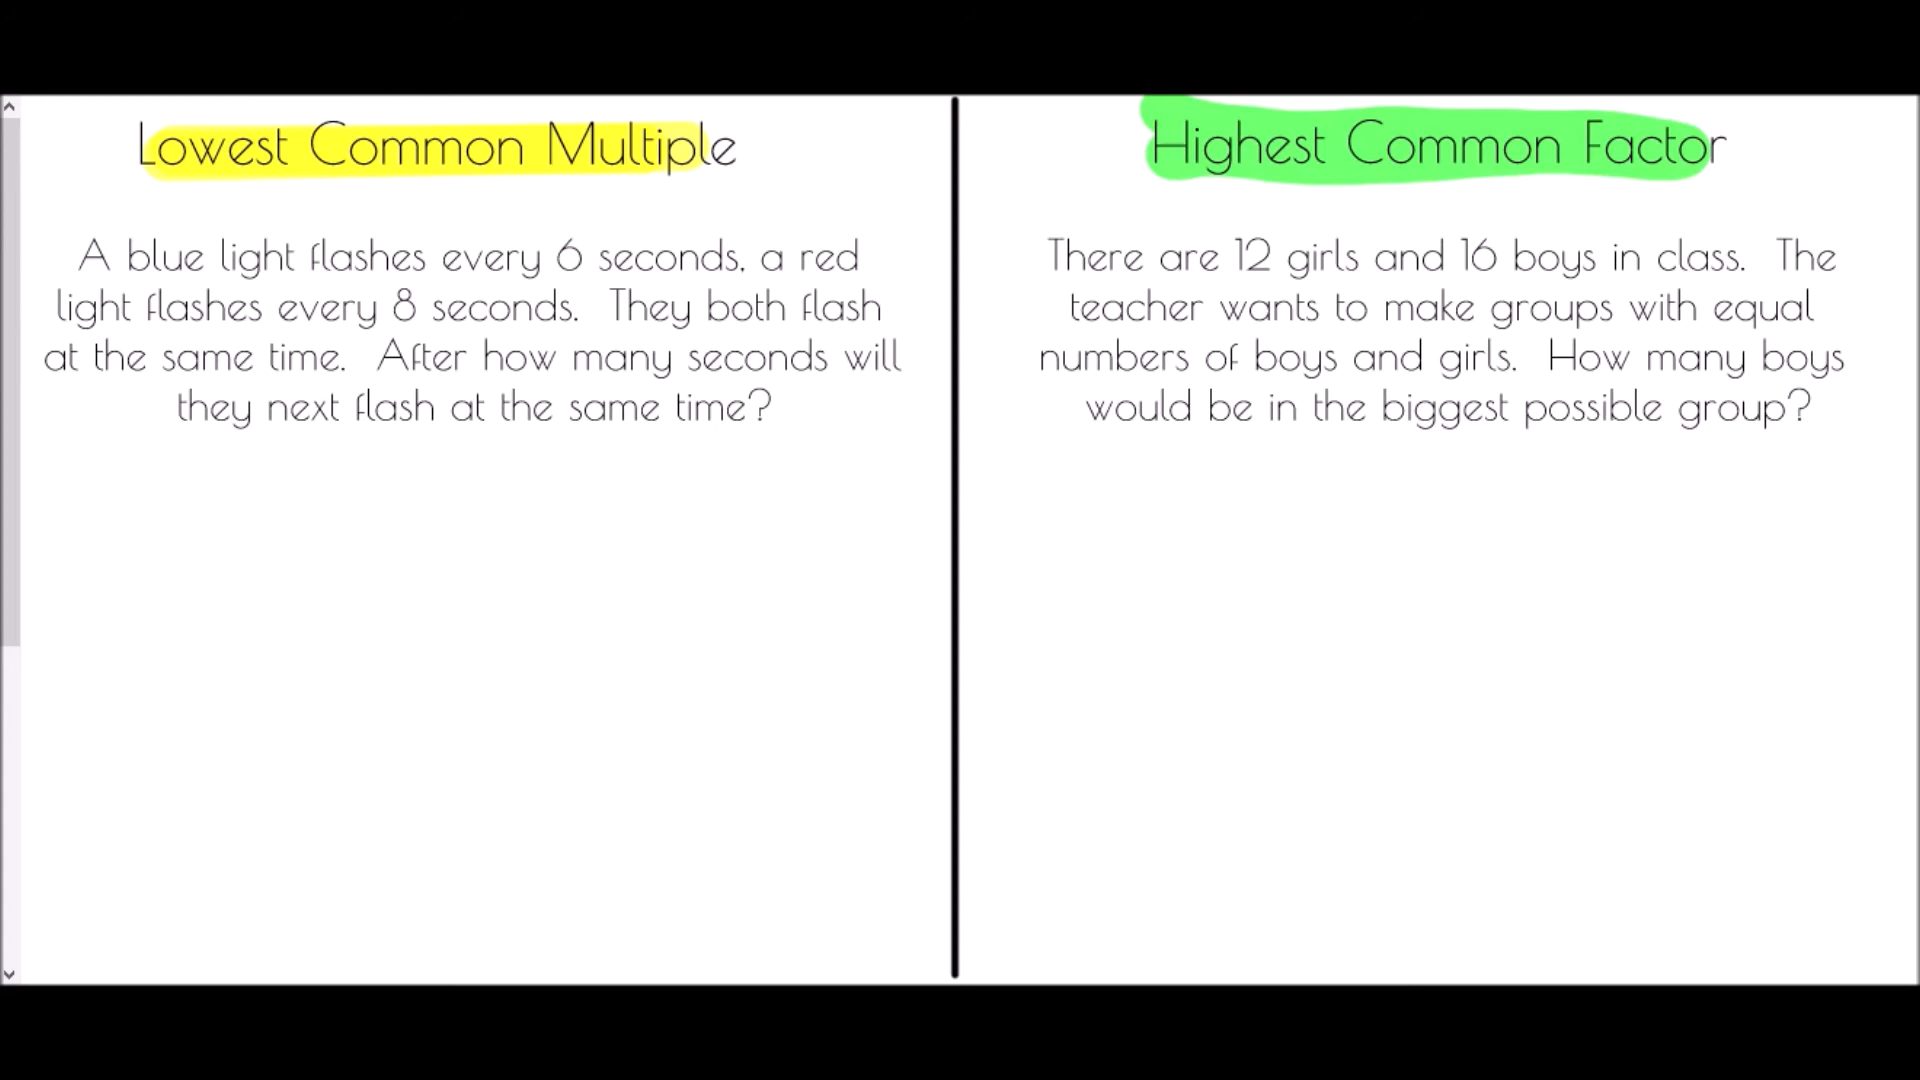 Lowest Common Multiple
A blue light flashes every 6 seconds, a red
light flashes every 8 seconds. They both flash
at the same time. After how many seconds will
they next flash at the same time?
Highest Common Factor
There are 12 girls and 16 boys in class. The
teacher wants to make groups with equal
numbers of boys and girls. How many boys
would be in the biggest possible group?